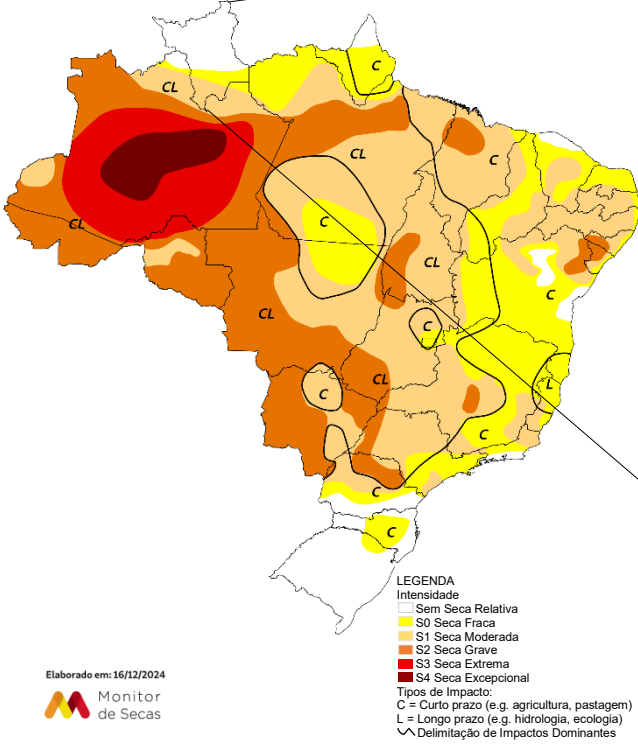 C
CL
CL
C
CL
C
CL
C
CL
C
L
CL
C
C
C
C
LEGENDA
Intensidade
Sem Seca Relativa
S0 Seca Fraca
S1 Seca Moderada
S2 Seca Grave
S3 Seca Extrema
S4 Seca Excepcional
Tipos de Impacto:
C = Curto prazo (e.g. agricultura, pastagem)
L = Longo prazo (e.g. hidrologia, ecologia)
Delimitação de Impactos Dominantes
Elaborado em: 16/12/2024
Monitor
de Secas